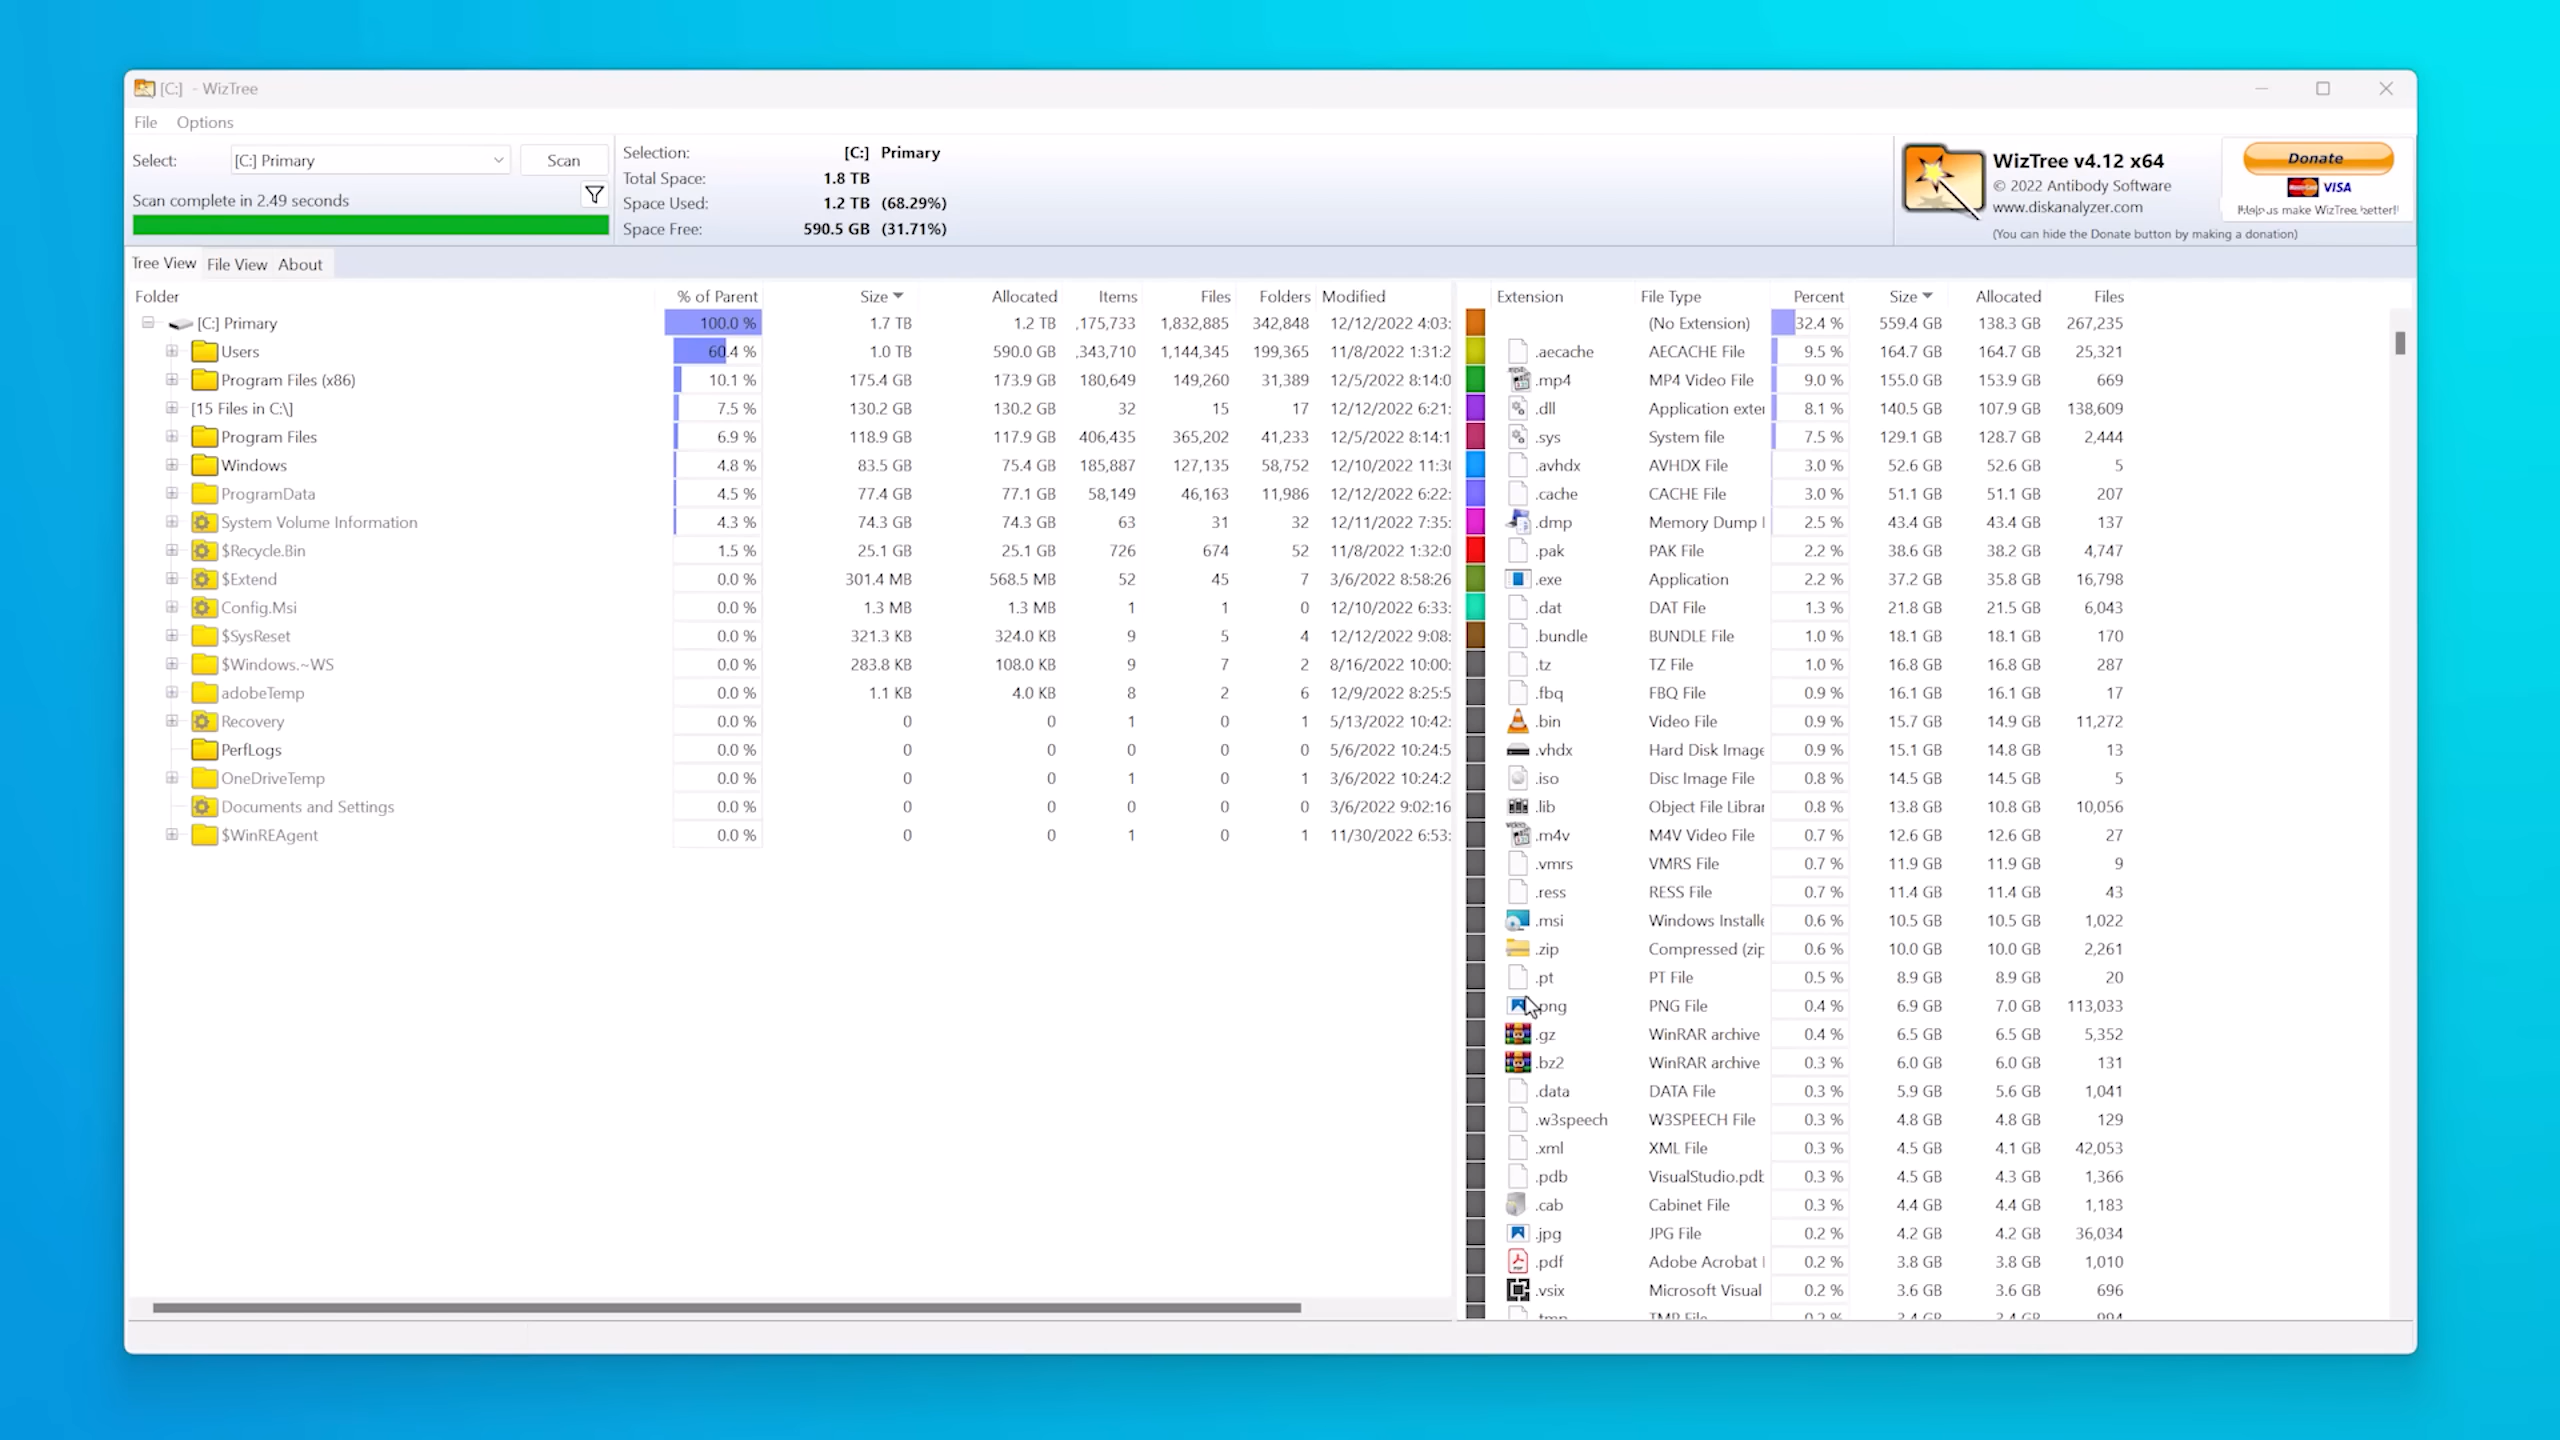 [C:] - WizTree
File Options
Select: [C:] Primary Scan
Scan complete in 2.49 seconds
Selection: [C:] Primary
Total Space: 1.8 TB
Space Used: 1.2 TB (68.29%)
Space Free: 590.5 GB (31.71%)
WizTree v4.12 x64
© 2022 Antibody Software
www.diskanalyzer.com
(You can hide the Donate button by making a donation)
Donate
VISA
us make WizTree better!
Tree View File View About
Folder % of Parent Size Allocated Items Files Folders Modified
[C:] Primary 100.0 % 1.7 TB 1.2 TB ,175,733 1,832,885 342,848 12/12/2022 4:03:
Users 60.4 % 1.0 TB 590.0 GB ,343,710 1,144,345 199,365 11/8/2022 1:31:2
Program Files (x86) 10.1 % 175.4 GB 173.9 GB 180,649 149,260 31,389 12/5/2022 8:14:0
[15 Files in C:\] 7.5 % 130.2 GB 130.2 GB 32 15 17 12/12/2022 6:21:
Program Files 6.9 % 118.9 GB 117.9 GB 406,435 365,202 41,233 12/5/2022 8:14:1
Windows 4.8 % 83.5 GB 75.4 GB 185,887 127,135 58,752 12/10/2022 11:3
ProgramData 4.5 % 77.4 GB 77.1 GB 58,149 46,163 11,986 12/12/2022 6:22:
System Volume Information 4.3 % 74.3 GB 74.3 GB 63 31 32 12/11/2022 7:35:
$Recycle.Bin 1.5 % 25.1 GB 25.1 GB 726 674 52 11/8/2022 1:32:0
$Extend 0.0 % 301.4 MB 568.5 MB 52 45 7 3/6/2022 8:58:26
Config.Msi 0.0 % 1.3 MB 1.3 MB 1 1 0 12/10/2022 6:33:
$SysReset 0.0 % 321.3 KB 324.0 KB 9 5 4 12/12/2022 9:08:
$Windows.~WS 0.0 % 283.8 KB 108.0 KB 9 7 2 8/16/2022 10:00:
adobeTemp 0.0 % 1.1 KB 4.0 KB 8 2 6 12/9/2022 8:25:5
Recovery 0.0 % 0 0 1 0 1 5/13/2022 10:42:
PerfLogs 0.0 % 0 0 0 0 0 5/6/2022 10:24:5
OneDriveTemp 0.0 % 0 0 1 0 1 3/6/2022 10:24:2
Documents and Settings 0.0 % 0 0 0 0 0 3/6/2022 9:02:16
$WinREAgent 0.0 % 0 0 1 0 1 11/30/2022 6:53:
Extension File Type Percent Size Allocated Files
(No Extension) 32.4 % 559.4 GB 138.3 GB 267,235
.aecache AECACHE File 9.5 % 164.7 GB 164.7 GB 25,321
.mp4 MP4 Video File 9.0 % 155.0 GB 153.9 GB 669
.dll Application exter 8.1 % 140.5 GB 107.9 GB 138,609
.sys System file 7.5 % 129.1 GB 128.7 GB 2,444
.avhdx AVHDX File 3.0 % 52.6 GB 52.6 GB 5
.cache CACHE File 3.0 % 51.1 GB 51.1 GB 207
.dmp Memory Dump 2.5 % 43.4 GB 43.4 GB 137
.pak PAK File 2.2 % 38.6 GB 38.2 GB 4,747
.exe Application 2.2 % 37.2 GB 35.8 GB 16,798
.dat DAT File 1.3 % 21.8 GB 21.5 GB 6,043
.bundle BUNDLE File 1.0 % 18.1 GB 18.1 GB 170
.tz TZ File 1.0 % 16.8 GB 16.8 GB 287
.fbq FBQ File 0.9 % 16.1 GB 16.1 GB 17
.bin Video File 0.9 % 15.7 GB 14.9 GB 11,272
.vhdx Hard Disk Image 0.9 % 15.1 GB 14.8 GB 13
.iso Disc Image File 0.8 % 14.5 GB 14.5 GB 5
.lib Object File Librar 0.8 % 13.8 GB 10.8 GB 10,056
.m4v M4V Video File 0.7 % 12.6 GB 12.6 GB 27
.vmrs VMRS File 0.7 % 11.9 GB 11.9 GB 9
.ress RESS File 0.7 % 11.4 GB 11.4 GB 43
.msi Windows Installe 0.6 % 10.5 GB 10.5 GB 1,022
.zip Compressed (zip 0.6 % 10.0 GB 10.0 GB 2,261
.pt PT File 0.5 % 8.9 GB 8.9 GB 20
png PNG File 0.4 % 6.9 GB 7.0 GB 113,033
.gz WinRAR archive 0.4 % 6.5 GB 6.5 GB 5,352
.bz2 WinRAR archive 0.3 % 6.0 GB 6.0 GB 131
.data DATA File 0.3 % 5.9 GB 5.6 GB 1,041
.w3speech W3SPEECH File 0.3 % 4.8 GB 4.8 GB 129
.xml XML File 0.3 % 4.5 GB 4.1 GB 42,053
.pdb VisualStudio.pdb 0.3 % 4.5 GB 4.3 GB 1,366
.cab Cabinet File 0.3 % 4.4 GB 4.4 GB 1,183
.jpg JPG File 0.2 % 4.2 GB 4.2 GB 36,034
.pdf Adobe Acrobat 0.2 % 3.8 GB 3.8 GB 1,010
.vsix Microsoft Visual 0.2 % 3.6 GB 3.6 GB 696